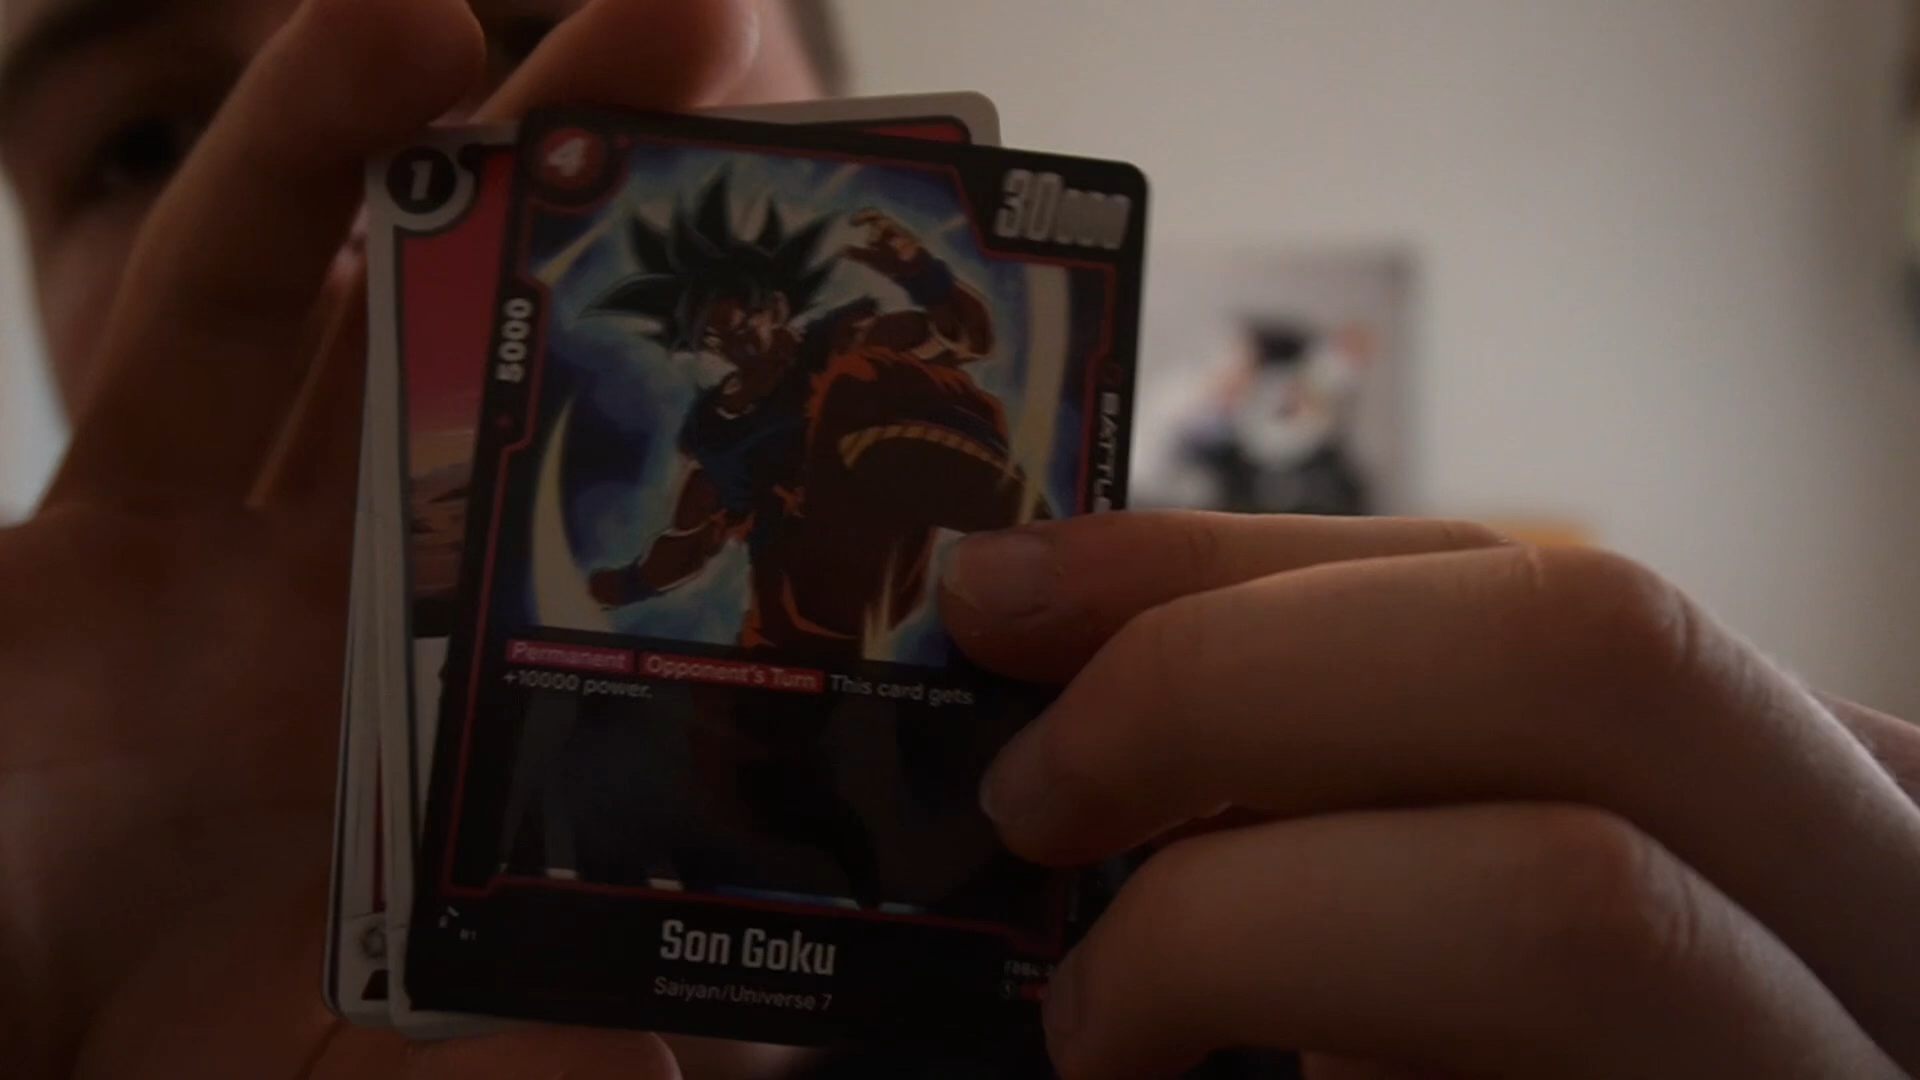 1
4
30000
5000
BATTLE
Permanent Opponent's Turn This card gets
+10000 power.
Son Goku
Saiyan/Universe 7